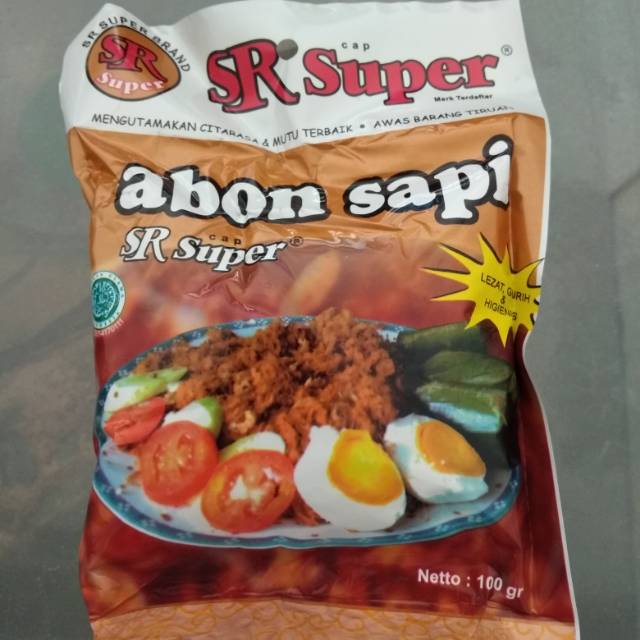 SR SUPER BRAND
SR
Super
cap
SR Super®
Merk Terdaftar
MENGUTAMAKAN CITARASA & MUTU TERBAIK • AWAS BARANG TIRUAN
abon sapi
cap
SR Super®
LEZAT, GURIH
&
HIGIENIS
Netto : 100 gr